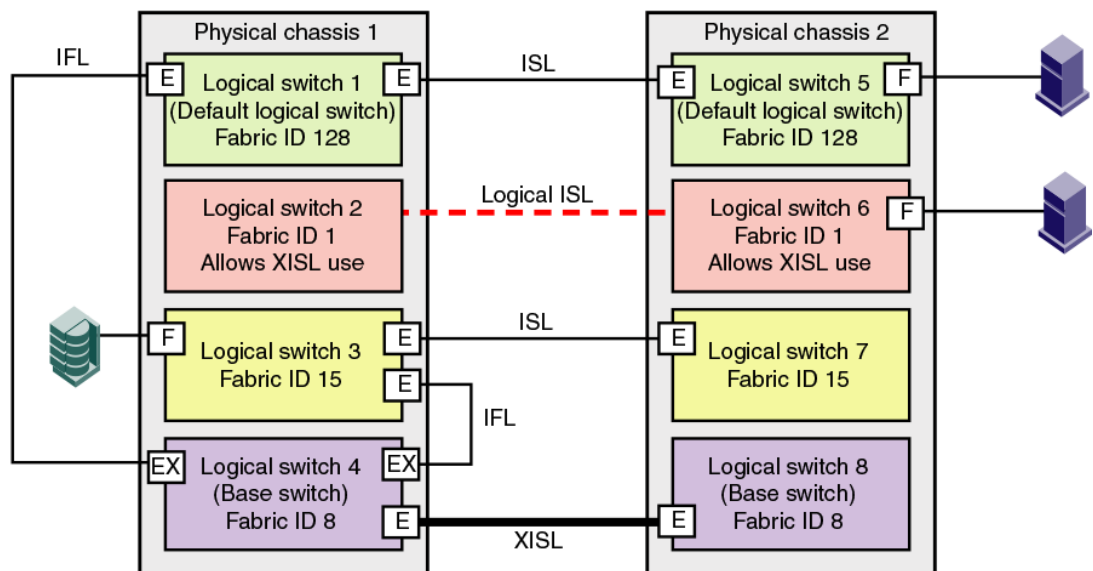 Physical chassis 1
Physical chassis 2
IFL
E
Logical switch 1
(Default logical switch)
Fabric ID 128
E
ISL
E
Logical switch 5
(Default logical switch)
Fabric ID 128
F
Logical switch 2
Fabric ID 1
Allows XISL use
Logical ISL
Logical switch 6
Fabric ID 1
Allows XISL use
F
F
Logical switch 3
Fabric ID 15
E
E
ISL
E
Logical switch 7
Fabric ID 15
IFL
EX
Logical switch 4
(Base switch)
Fabric ID 8
EX
E
XISL
E
Logical switch 8
(Base switch)
Fabric ID 8